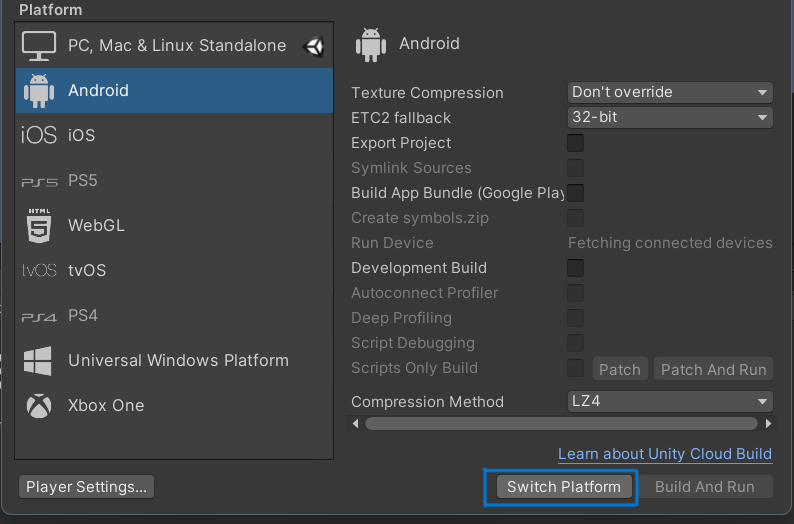 Platform
PC, Mac & Linux Standalone
Android
iOS iOS
PS5 PS5
HTML 5 WebGL
tvOS tvOS
PS4 PS4
Universal Windows Platform
Xbox One
Android
Texture Compression Don't override
ETC2 fallback 32-bit
Export Project
Symlink Sources
Build App Bundle (Google Play
Create symbols.zip
Run Device Fetching connected devices
Development Build
Autoconnect Profiler
Deep Profiling
Script Debugging
Scripts Only Build Patch Patch And Run
Compression Method LZ4
Learn about Unity Cloud Build
Player Settings... Switch Platform Build And Run